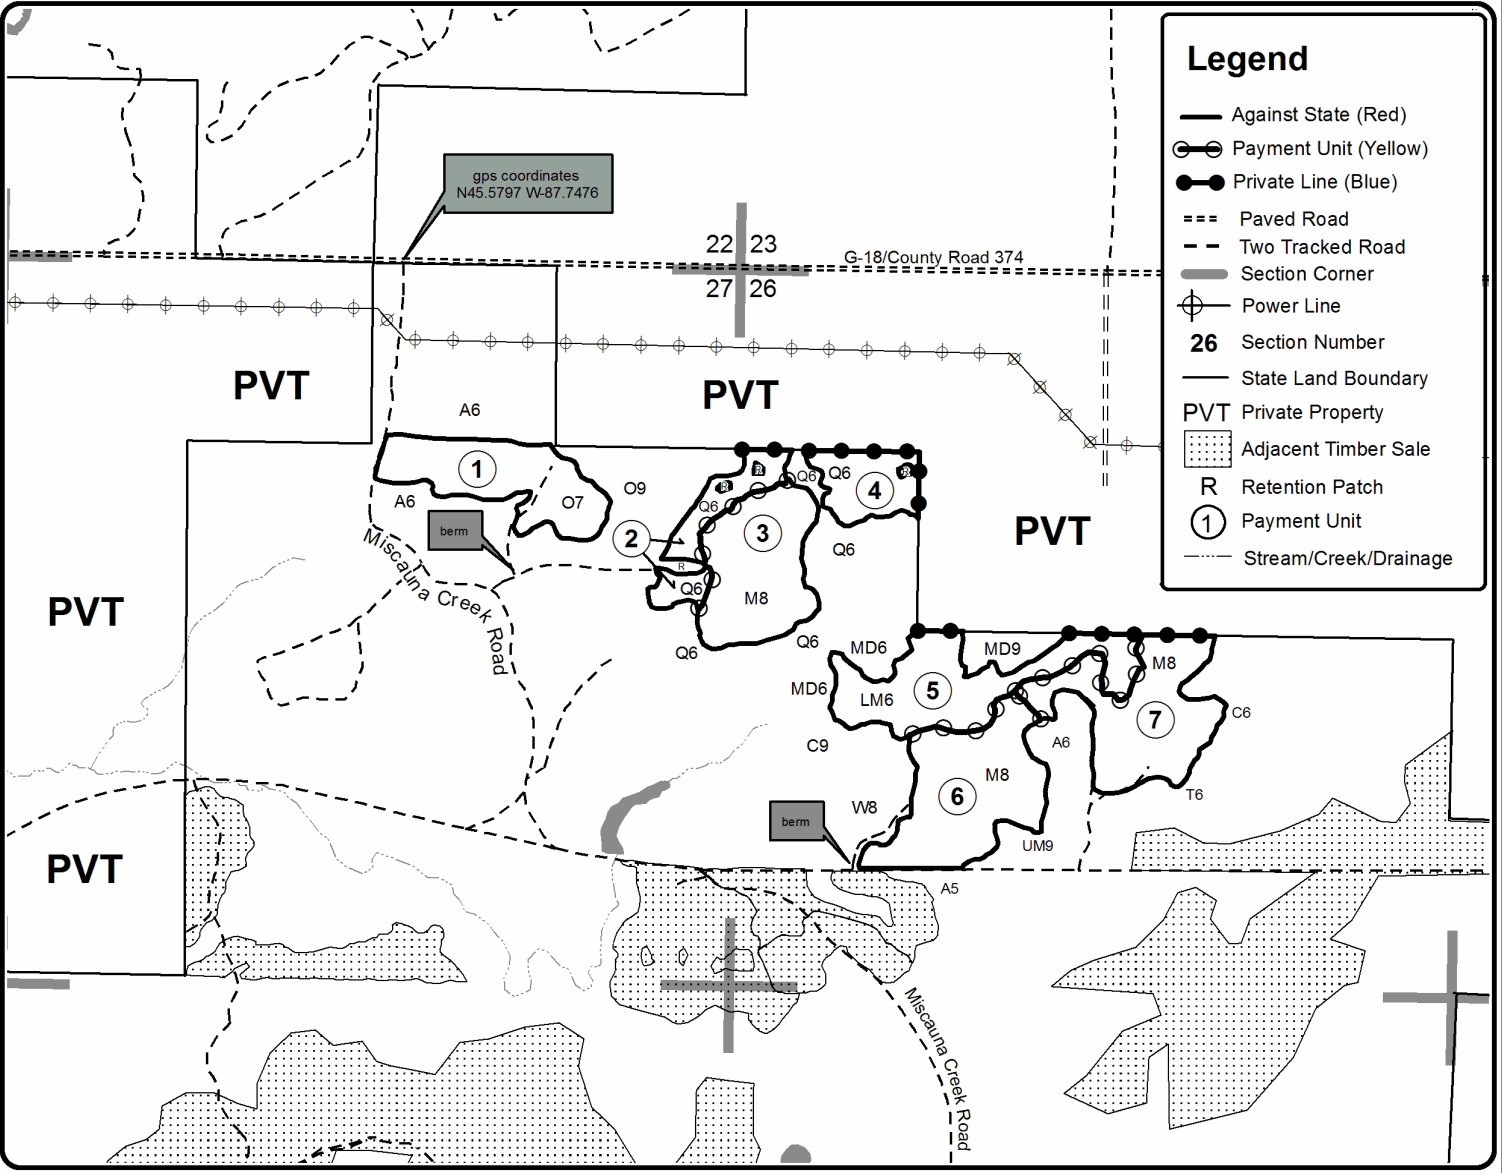 Legend
Against State (Red)
Payment Unit (Yellow)
Private Line (Blue)
Paved Road
Two Tracked Road
Section Corner
Power Line
26 Section Number
State Land Boundary
PVT Private Property
Adjacent Timber Sale
R Retention Patch
1 Payment Unit
Stream/Creek/Drainage
gps coordinates
N45.5797 W-87.7476
22 23
27 26
G-18/County Road 374
PVT
PVT
A6
1
A6
O7
O9
berm
Miscauna Creek Road
2
Q6
R
R
Q6
3
R
Q6
M8
Q6
Q6
Q6
4
R
Q6
PVT
PVT
MD6
MD9
MD6
LM6
5
C9
M8
7
C6
A6
T6
M8
6
W8
berm
UM9
A5
PVT
Miscauna Creek Road